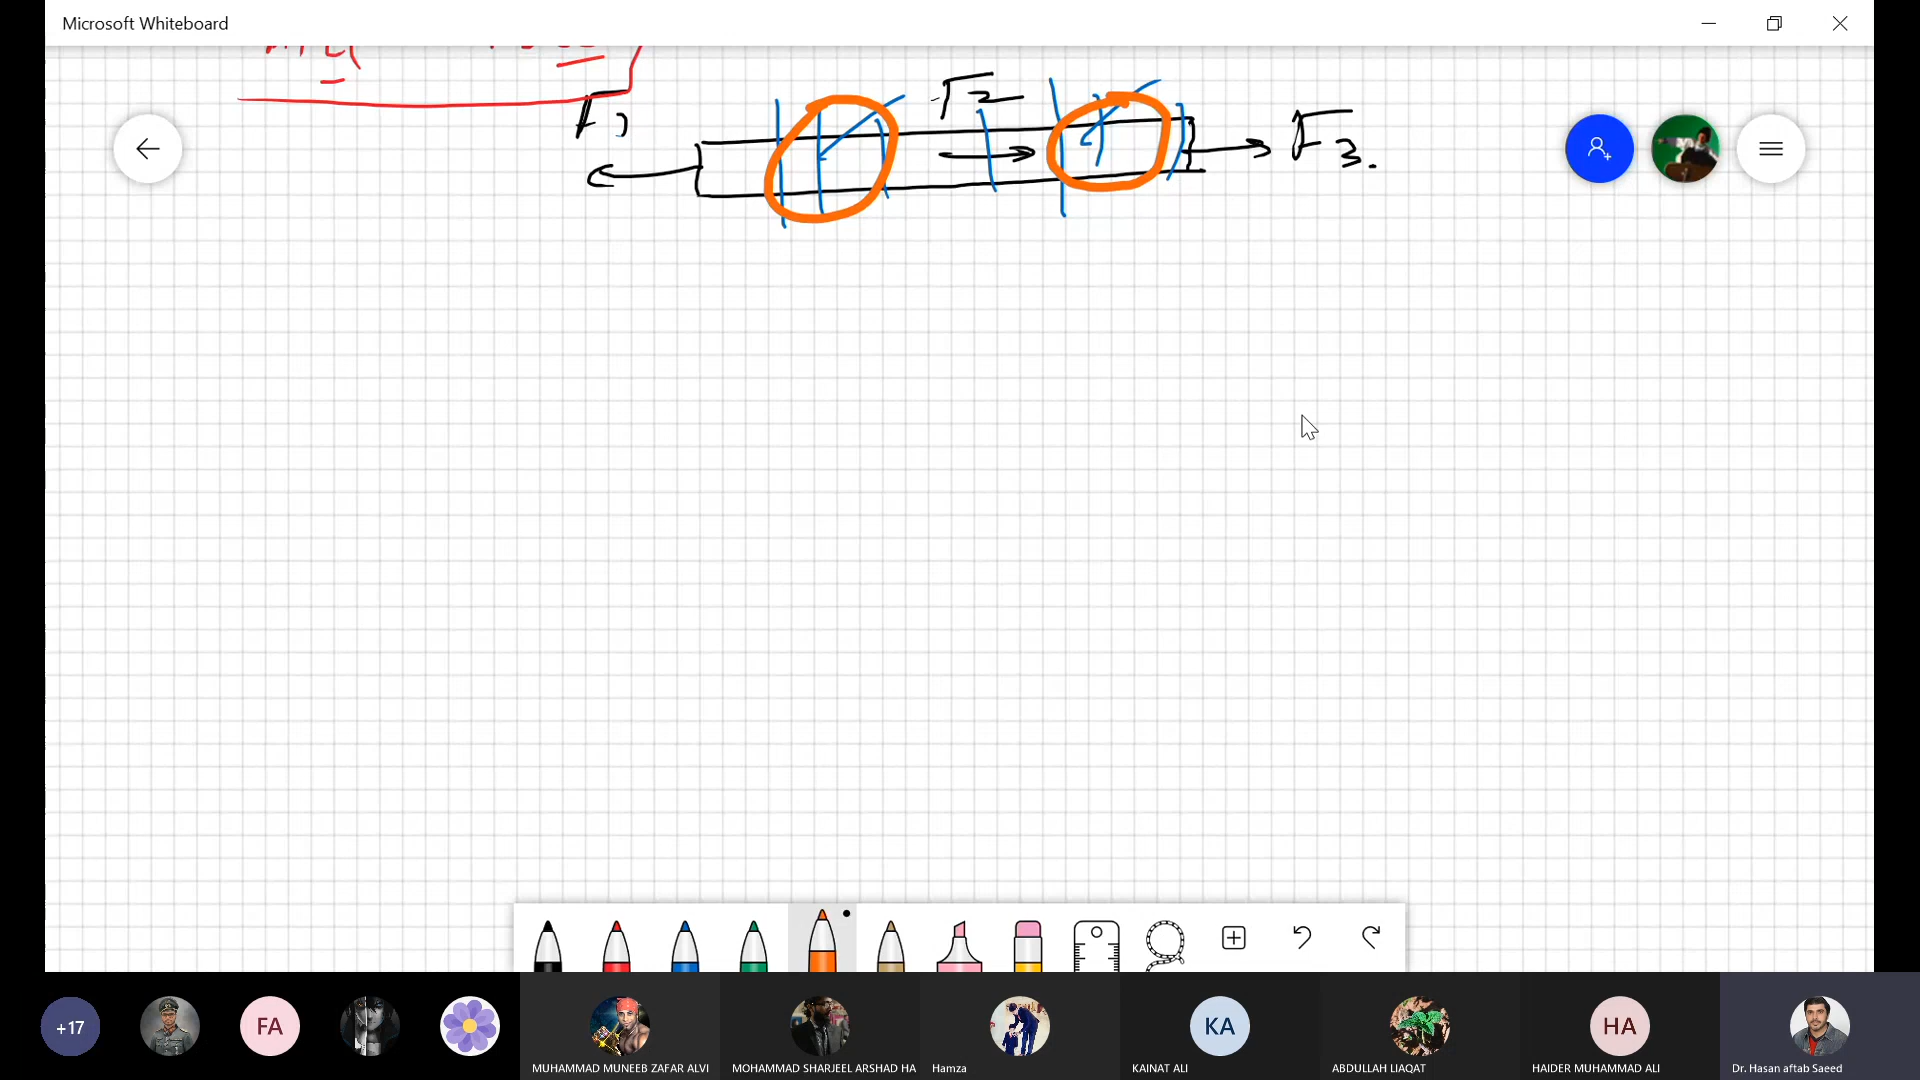 Microsoft Whiteboard
F1
F2
F3.
+17
FA
KA
HA
MUHAMMAD MUNEEB ZAFAR ALVI
MOHAMMAD SHARJEEL ARSHAD HA
Hamza
KAINAT ALI
ABDULLAH LIAQAT
HAIDER MUHAMMAD ALI
Dr. Hasan aftab Saeed